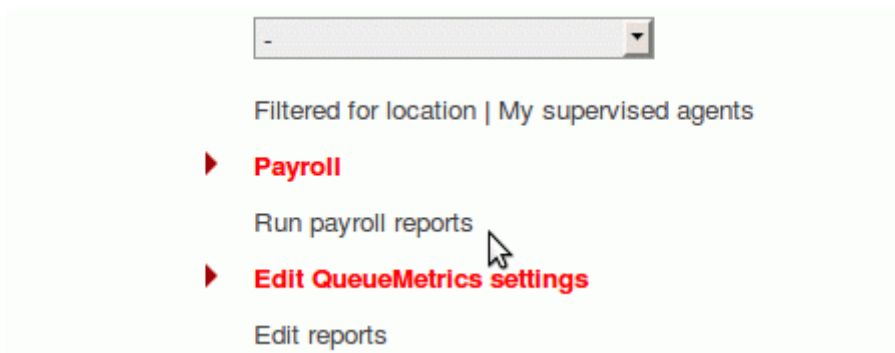 -
Filtered for location | My supervised agents
Payroll
Run payroll reports
Edit QueueMetrics settings
Edit reports